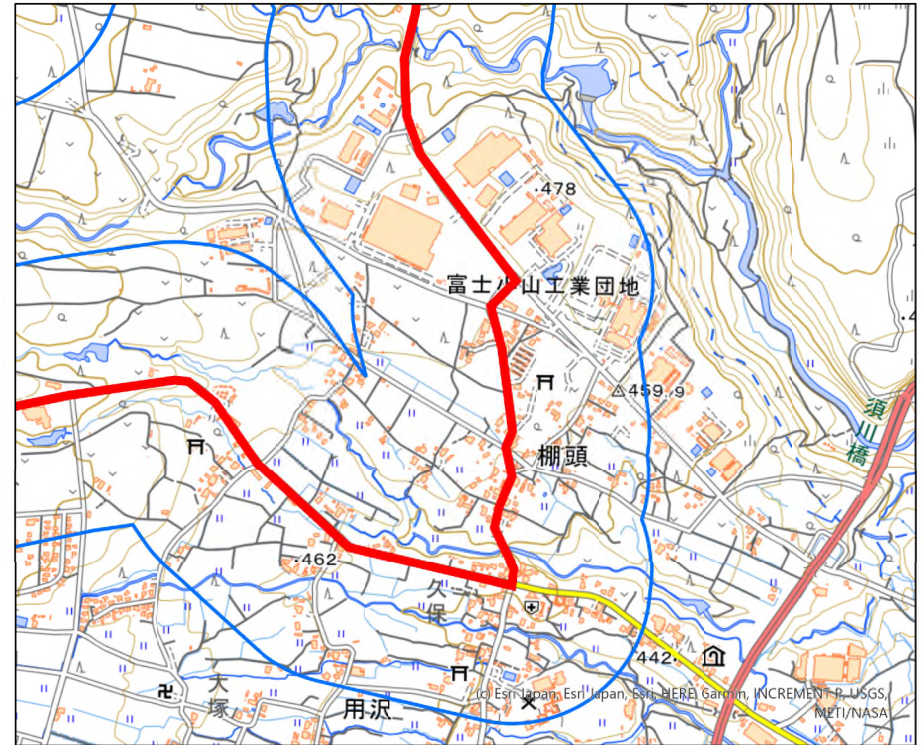 478
富士小山工業団地
459.9
須川橋
棚頭
462
久保
442
大塚
用沢
(c) Esri Japan, Esri Japan, Esri, HERE, Garmin, INCREMENT P, USGS,
METI/NASA